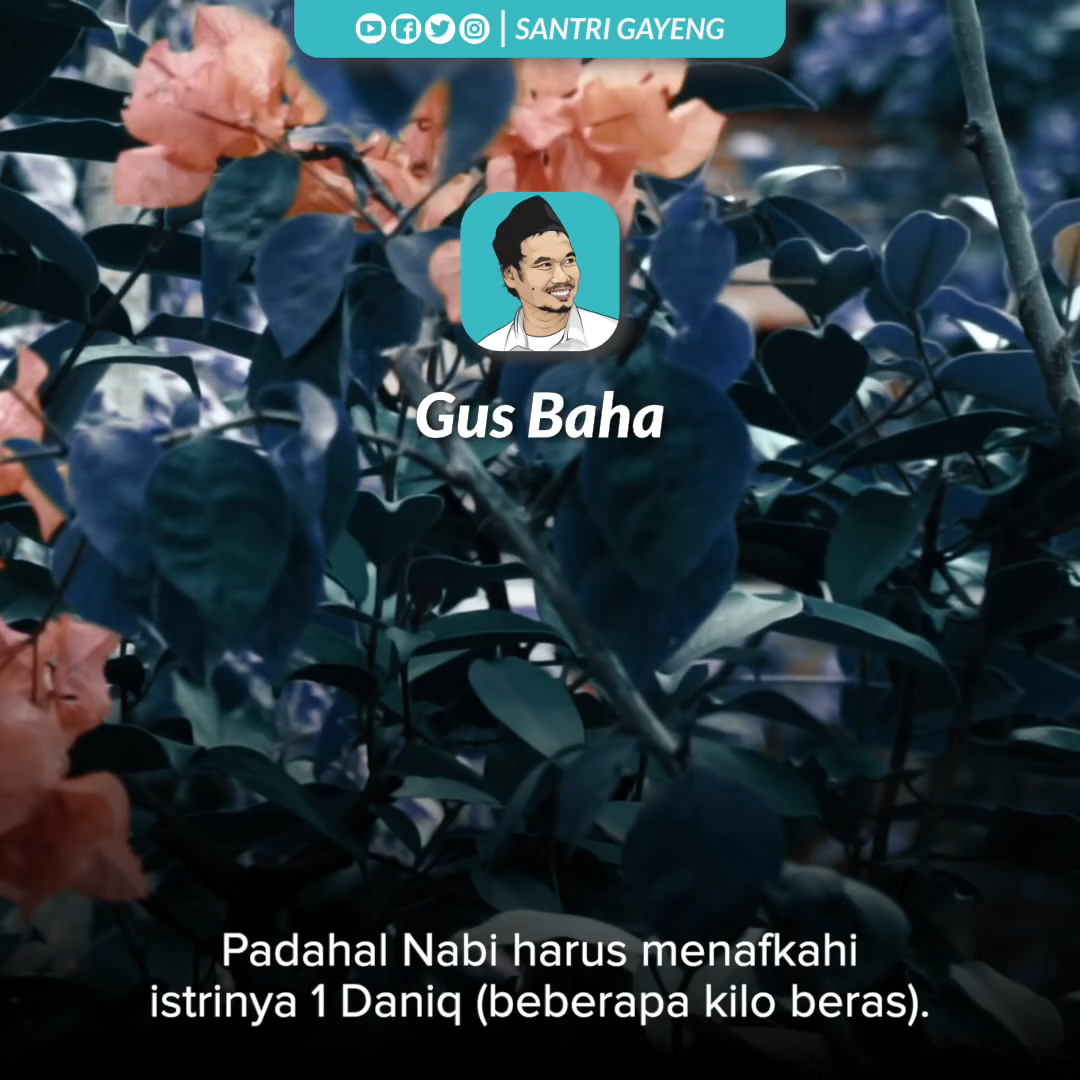 | SANTRI GAYENG
Gus Baha
Padahal Nabi harus menafkahi
istrinya 1 Daniq (beberapa kilo beras).